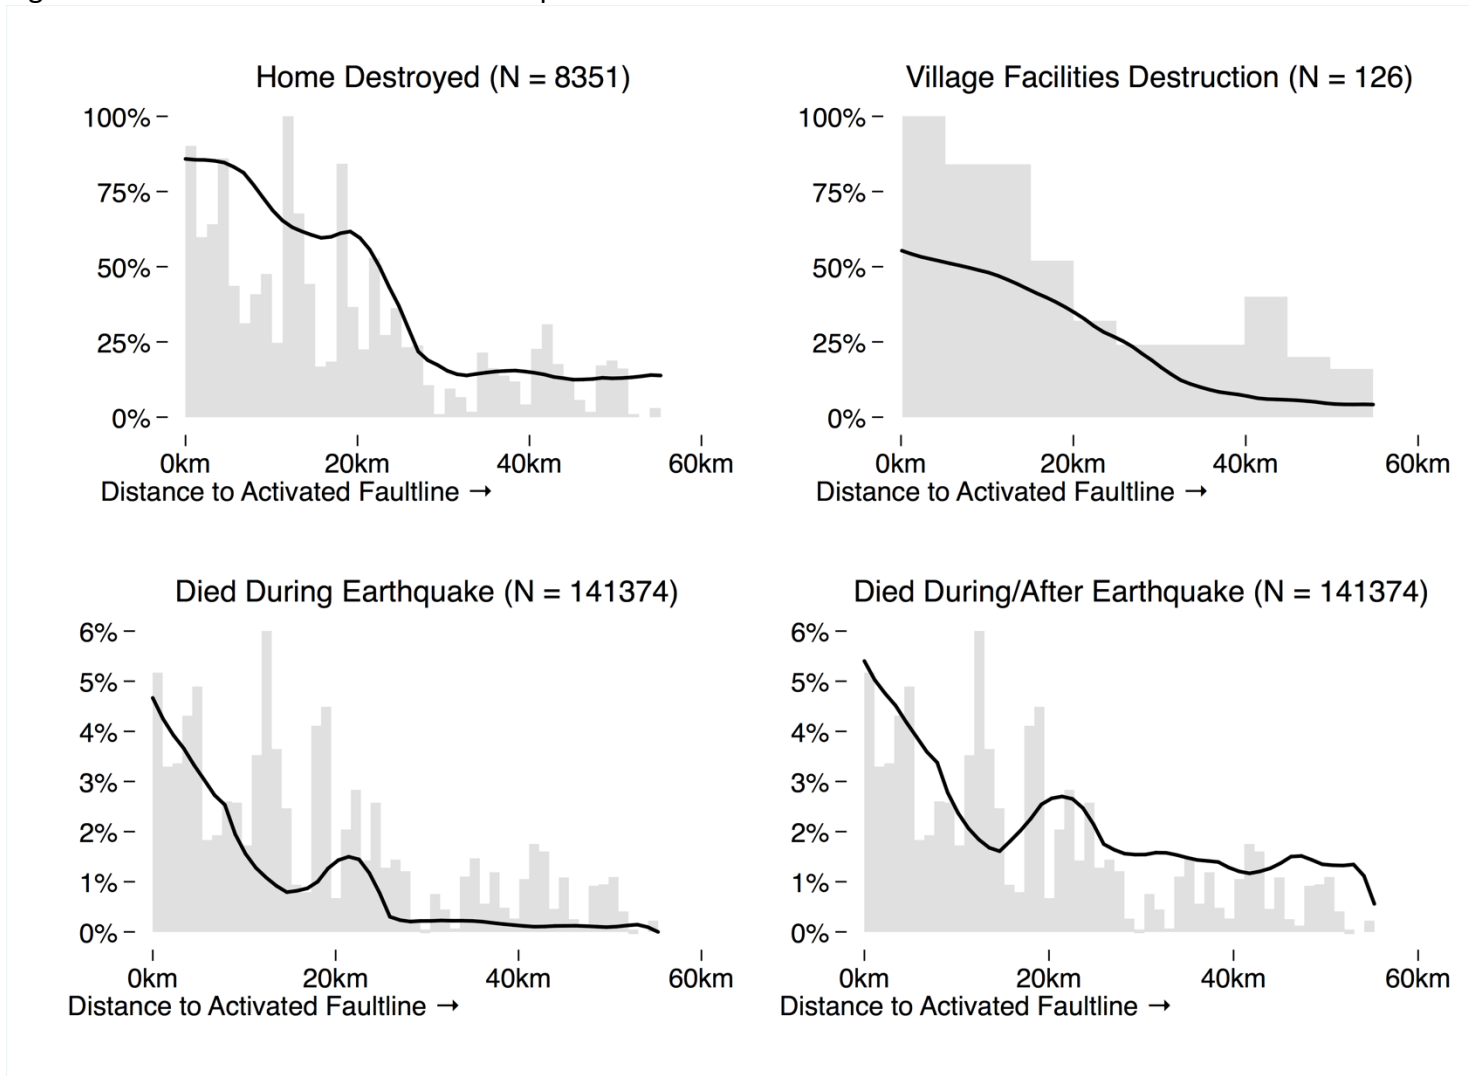 Home Destroyed (N = 8351)
100%
75%
50%
25%
0%
0km 20km 40km 60km
Distance to Activated Faultline →
Village Facilities Destruction (N = 126)
100%
75%
50%
25%
0%
0km 20km 40km 60km
Distance to Activated Faultline →
Died During Earthquake (N = 141374)
6%
5%
4%
3%
2%
1%
0%
0km 20km 40km 60km
Distance to Activated Faultline →
Died During/After Earthquake (N = 141374)
6%
5%
4%
3%
2%
1%
0%
0km 20km 40km 60km
Distance to Activated Faultline →